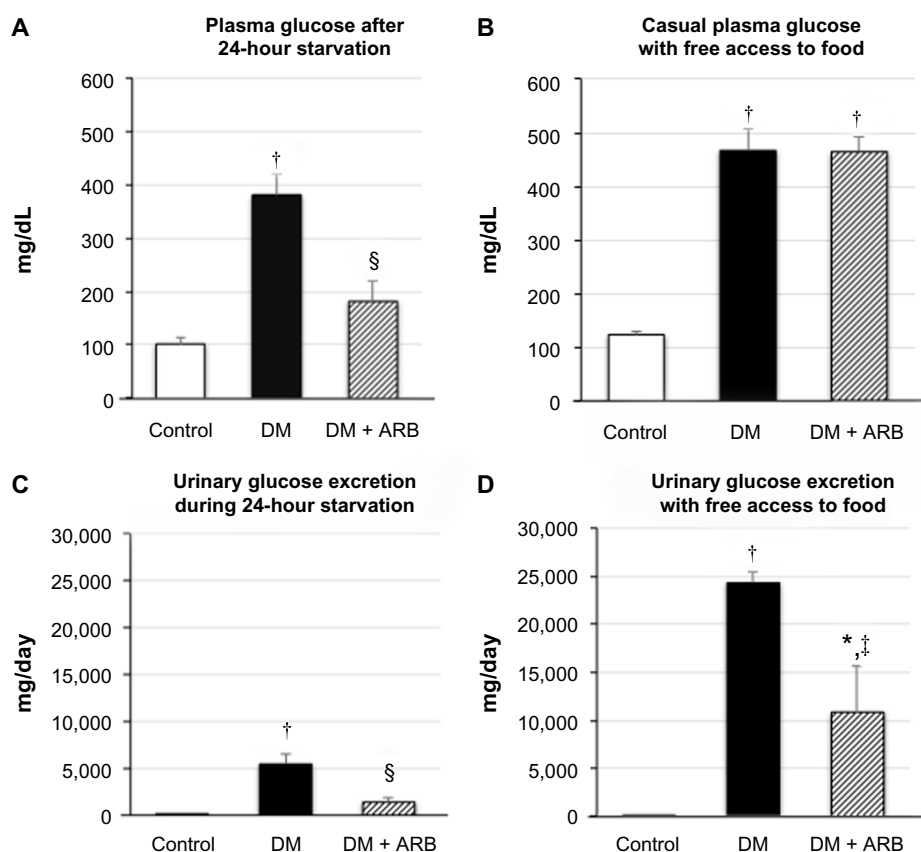 A
Plasma glucose after
24-hour starvation
600
500
400
300
200
100
0
mg/dL
†
§
Control DM DM + ARB
B
Casual plasma glucose
with free access to food
600
500
400
300
200
100
0
mg/dL
† †
Control DM DM + ARB
C
Urinary glucose excretion
during 24-hour starvation
30,000
25,000
20,000
15,000
10,000
5,000
0
mg/day
†
§
Control DM DM + ARB
D
Urinary glucose excretion
with free access to food
30,000
25,000
20,000
15,000
10,000
5,000
0
mg/day
†
*,‡
Control DM DM + ARB